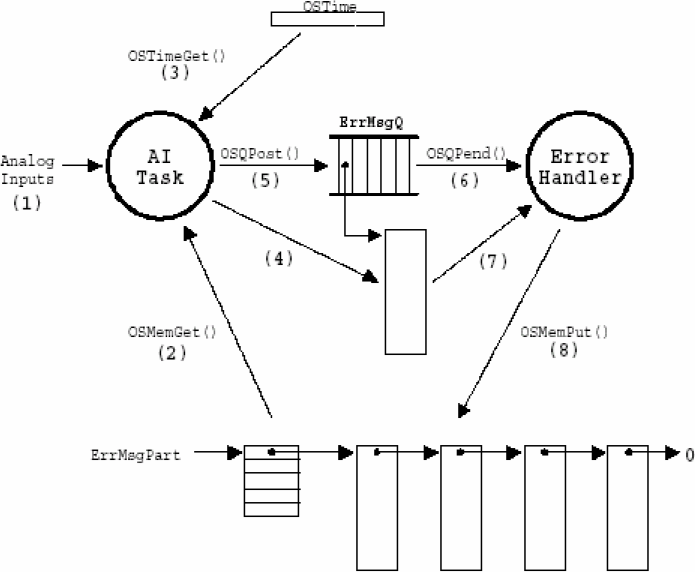 OSTime
OSTimeGet()
(3)
ErrMsgQ
Analog
Inputs
(1)
AI
Task
OSQPost()
(5)
OSQPend()
(6)
Error
Handler
(4)
(7)
OSMemGet()
(2)
OSMemPut()
(8)
ErrMsgPart
0